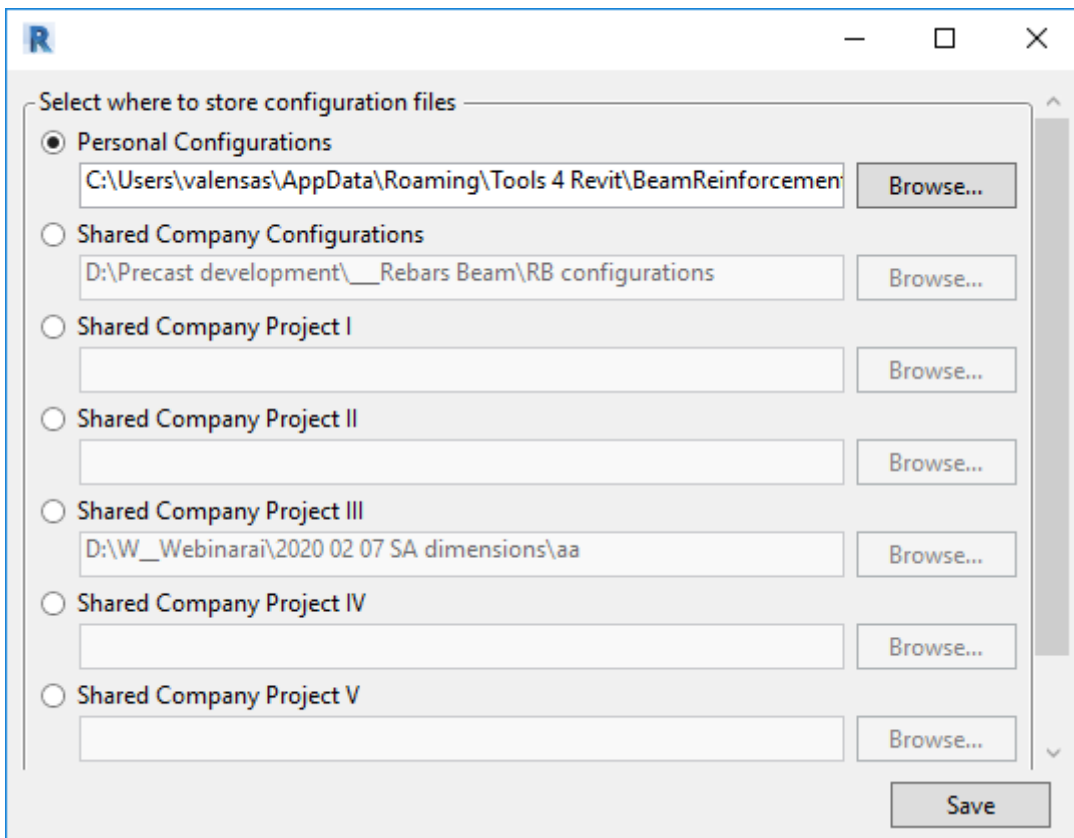 Select where to store configuration files
Personal Configurations
C:\Users\valensas\AppData\Roaming\Tools 4 Revit\BeamReinforcement
Browse...
Shared Company Configurations
D:\Precast development\___Rebars Beam\RB configurations
Browse...
Shared Company Project I
Browse...
Shared Company Project II
Browse...
Shared Company Project III
D:\W__Webinarai\2020 02 07 SA dimensions\aa
Browse...
Shared Company Project IV
Browse...
Shared Company Project V
Browse...
Save